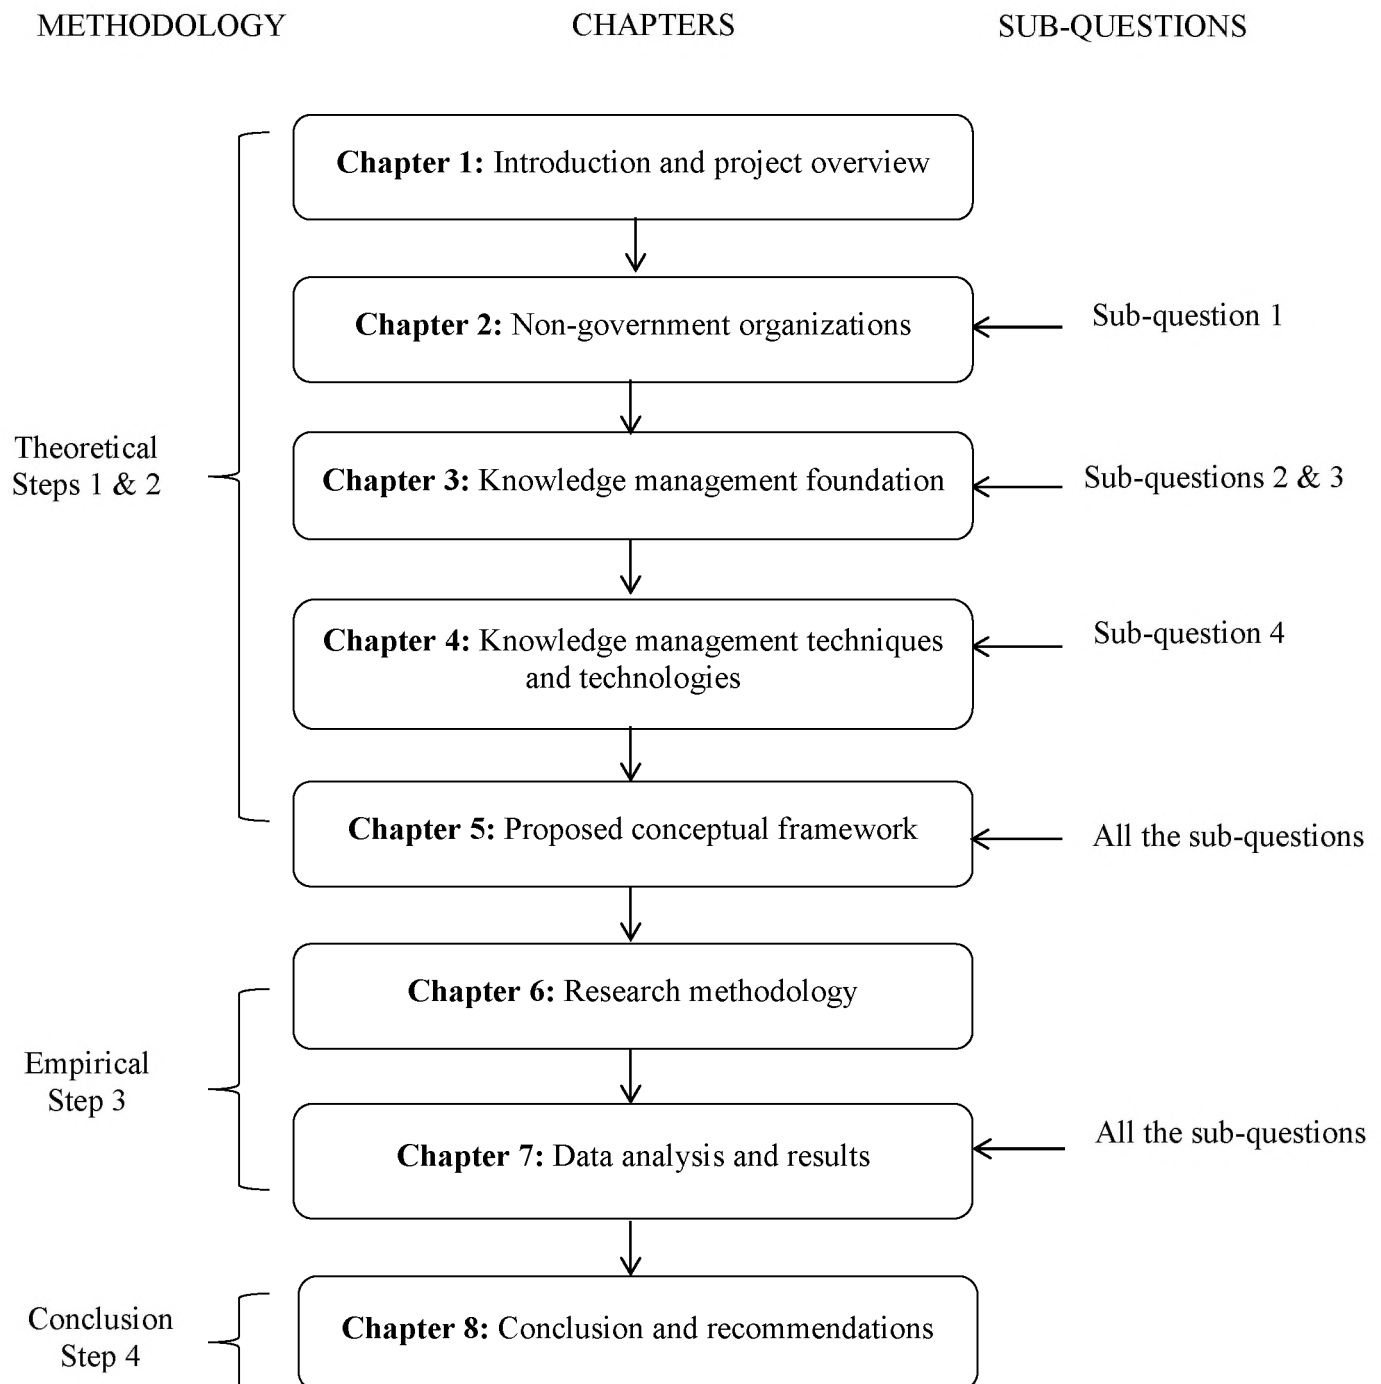 METHODOLOGY
CHAPTERS
SUB-QUESTIONS
Chapter 1: Introduction and project overview
Chapter 2: Non-government organizations
Sub-question 1
Theoretical
Steps 1 & 2
Chapter 3: Knowledge management foundation
Sub-questions 2 & 3
Chapter 4: Knowledge management techniques
and technologies
Sub-question 4
Chapter 5: Proposed conceptual framework
All the sub-questions
Chapter 6: Research methodology
Empirical
Step 3
Chapter 7: Data analysis and results
All the sub-questions
Conclusion
Step 4
Chapter 8: Conclusion and recommendations